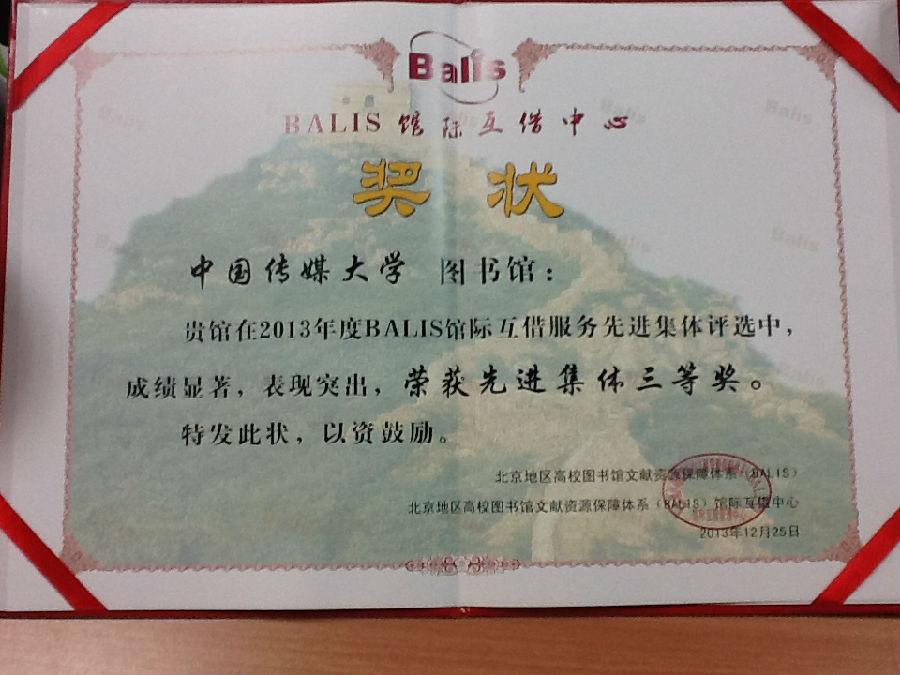 Balis
BALIS 馆际互借中心
奖 状
中国传媒大学 图书馆：
贵馆在2013年度BALIS馆际互借服务先进集体评选中，
成绩显著，表现突出，荣获先进集体三等奖。
特发此状，以资鼓励。
北京地区高校图书馆文献资源保障体系（BALIS）
北京地区高校图书馆文献资源保障体系（BALIS）馆际互借中心
2013年12月25日